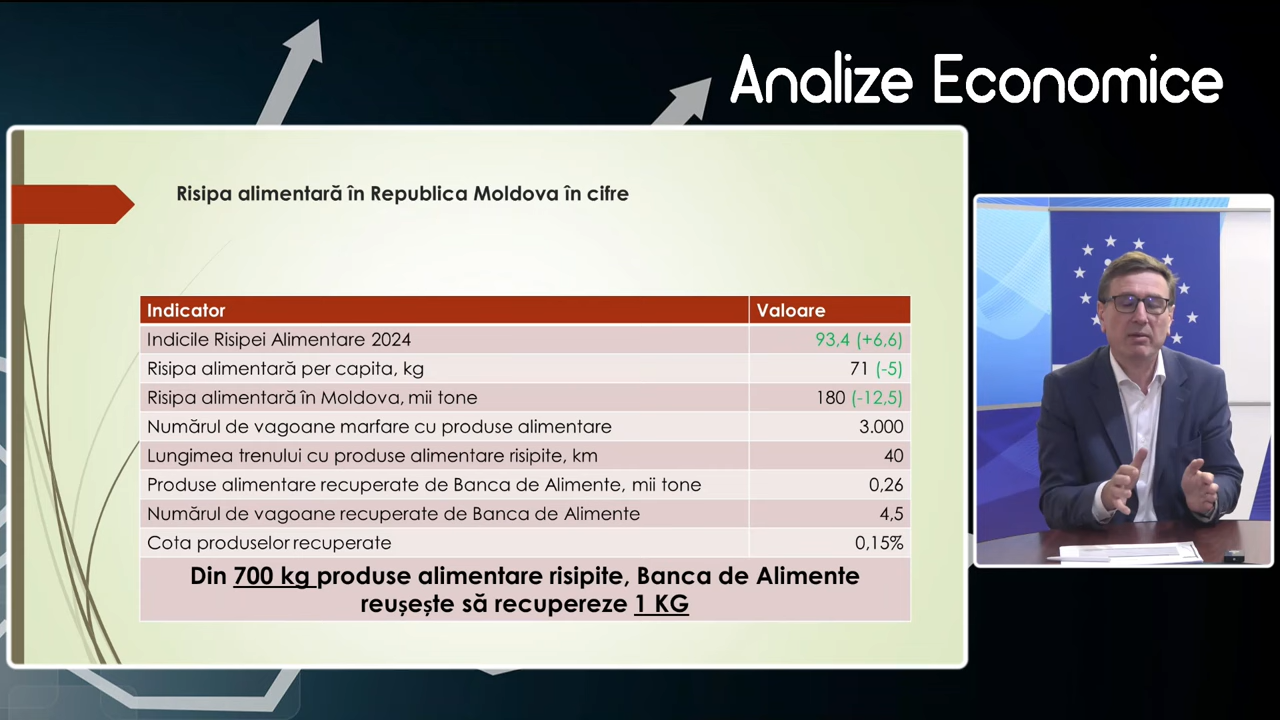 Analize Economice
Risipa alimentară în Republica Moldova în cifre
Indicator Valoare
Indicile Risipei Alimentare 2024 93,4 (+6,6)
Risipa alimentară per capita, kg 71 (-5)
Risipa alimentară în Moldova, mii tone 180 (-12,5)
Numărul de vagoane marfare cu produse alimentare 3.000
Lungimea trenului cu produse alimentare risipite, km 40
Produse alimentare recuperate de Banca de Alimente, mii tone 0,26
Numărul de vagoane recuperate de Banca de Alimente 4,5
Cota produselor recuperate 0,15%
Din 700 kg produse alimentare risipite, Banca de Alimente
reușește să recupereze 1 KG